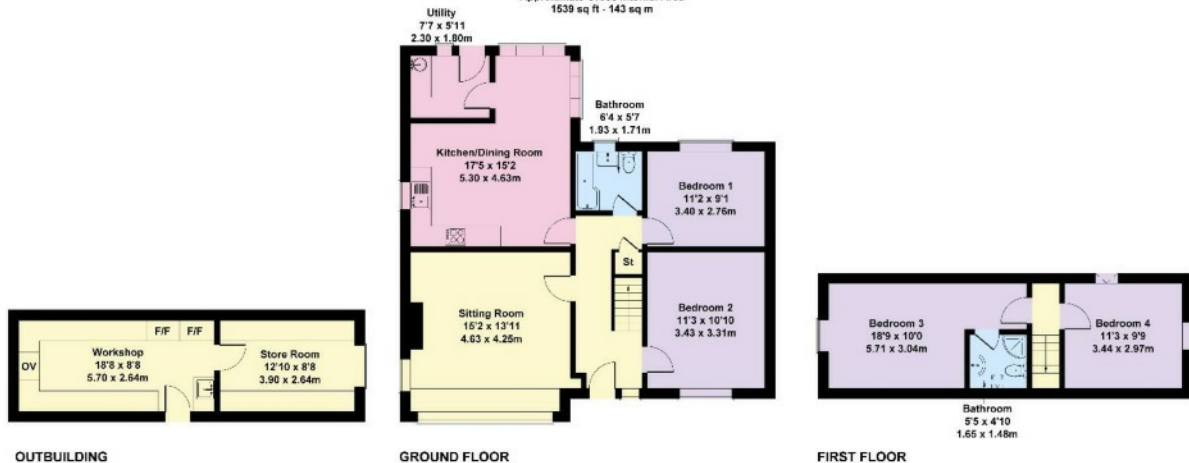 1539 sq ft - 143 sq m
Utility
7'7 x 5'11
2.30 x 1.80m
Bathroom
6'4 x 5'7
1.93 x 1.71m
Kitchen/Dining Room
17'5 x 15'2
5.30 x 4.63m
Bedroom 1
11'2 x 9'1
3.40 x 2.76m
St
Sitting Room
15'2 x 13'11
4.63 x 4.25m
Bedroom 2
11'3 x 10'10
3.43 x 3.31m
F/F F/F
OV
Workshop
18'8 x 8'8
5.70 x 2.64m
Store Room
12'10 x 8'8
3.90 x 2.64m
Bedroom 3
18'9 x 10'0
5.71 x 3.04m
Bedroom 4
11'3 x 9'9
3.44 x 2.97m
Bathroom
5'5 x 4'10
1.65 x 1.48m
OUTBUILDING
GROUND FLOOR
FIRST FLOOR